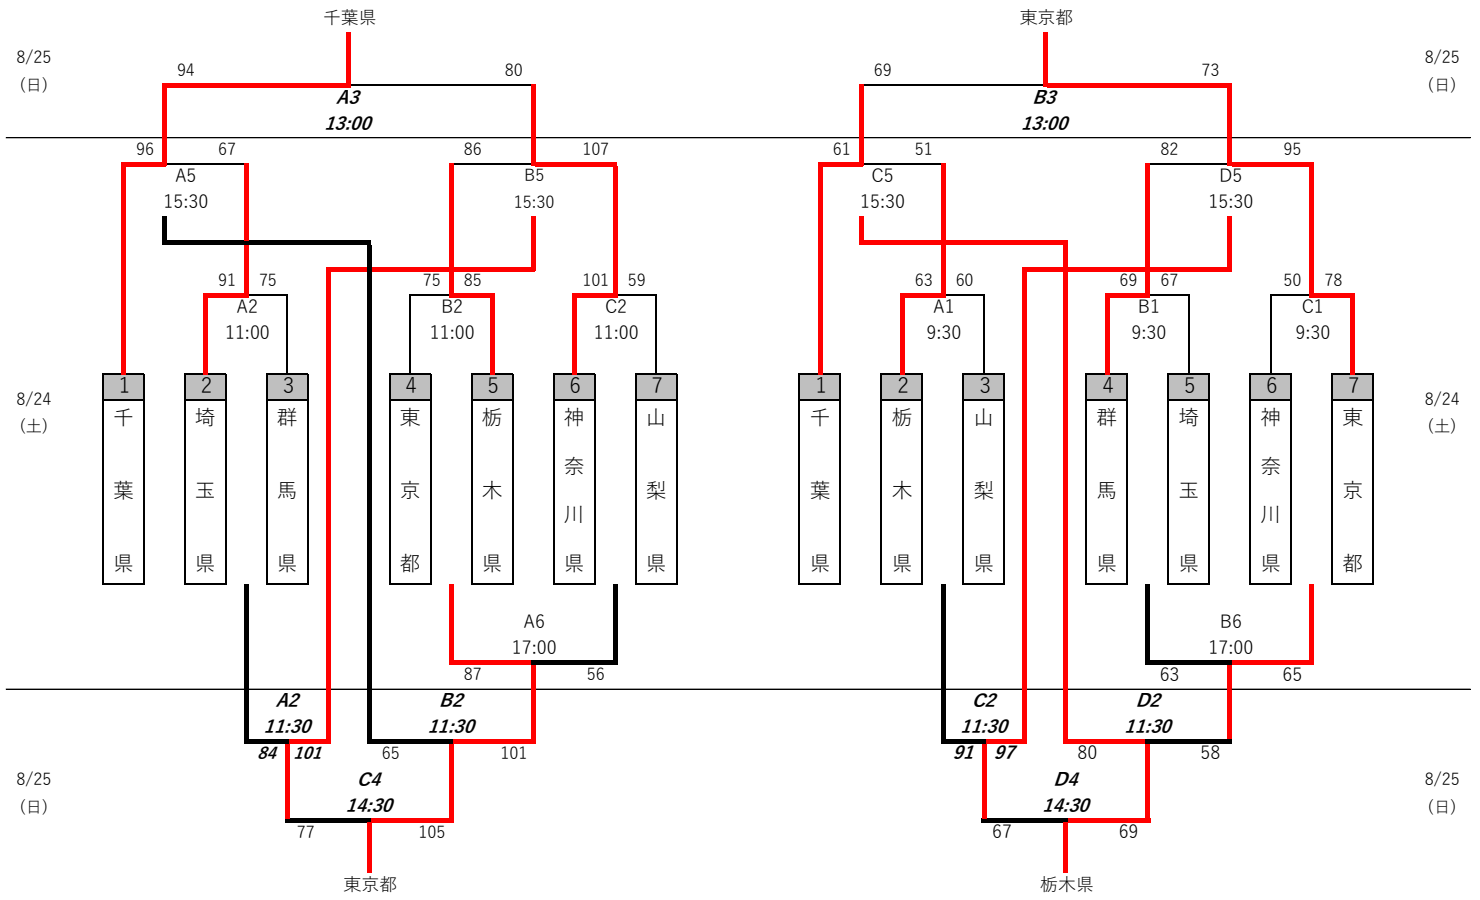 千葉県 東京都
8/25 8/25
94 80 69 73
(日) (日)
A3 B3
13:00 13:00
96 67 86 107 61 51 82 95
A5 B5 C5 D5
15:30 15:30 15:30 15:30
91 75 75 85 101 59 63 60 69 67 50 78
A2 B2 C2 A1 B1 C1
11:00 11:00 11:00 9:30 9:30 9:30
1 2 3 4 5 6 7 1 2 3 4 5 6 7
8/24 8/24
(土) (土)
千葉県
埼玉県
群馬県
東京都
栃木県
神奈川県
山梨県
千葉県
栃木県
山梨県
群馬県
埼玉県
神奈川県
東京都
A6 B6
17:00 17:00
87 56 63 65
A2 B2 C2 D2
11:30 11:30 11:30 11:30
84 101 65 101 91 97 80 58
8/25 C4 D4 8/25
(日) 14:30 14:30 (日)
77 105 67 69
東京都 栃木県